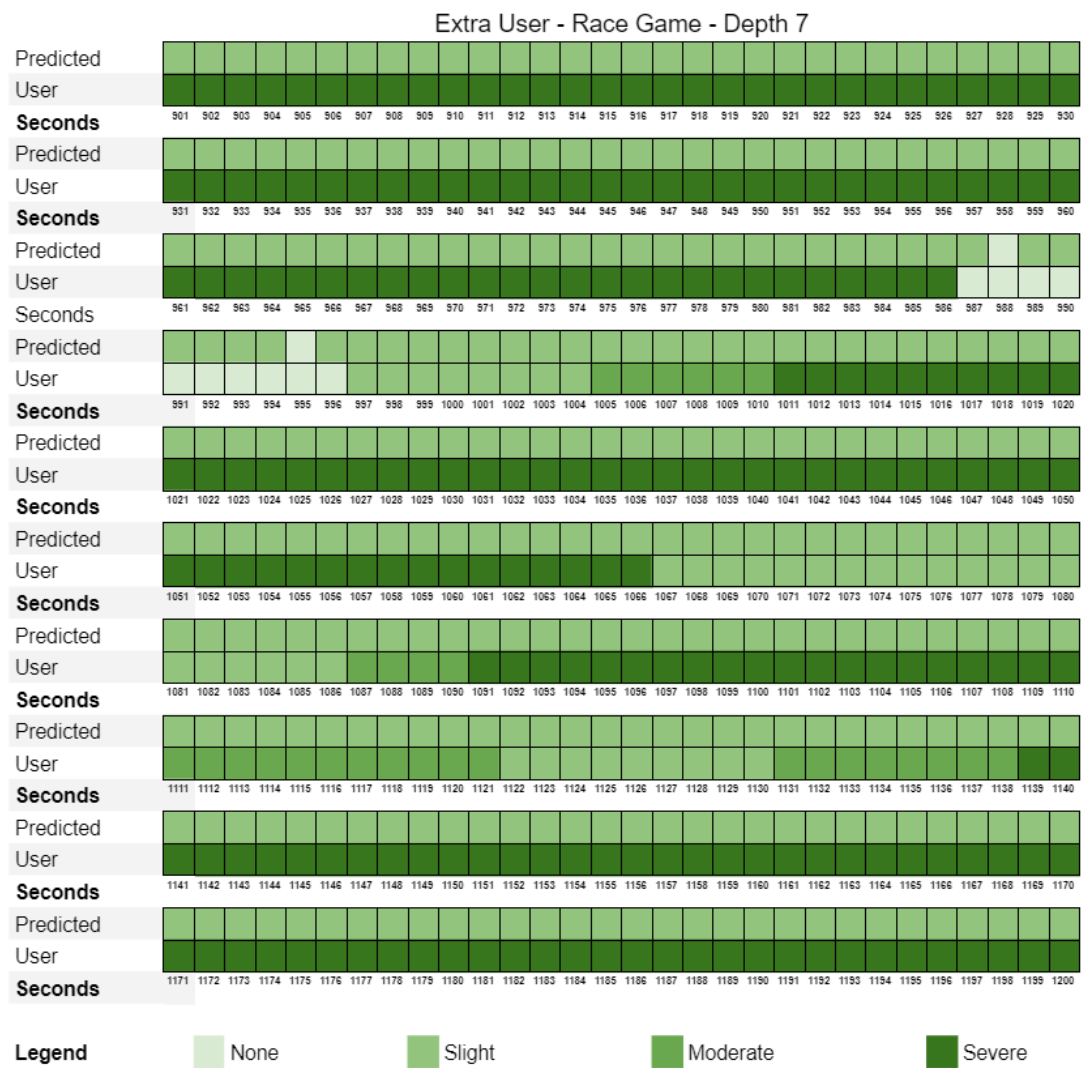 Extra User - Race Game - Depth 7
Predicted
User
Seconds 901 902 903 904 905 906 907 908 909 910 911 912 913 914 915 916 917 918 919 920 921 922 923 924 925 926 927 928 929 930
Predicted
User
Seconds 931 932 933 934 935 936 937 938 939 940 941 942 943 944 945 946 947 948 949 950 951 952 953 954 955 956 957 958 959 960
Predicted
User
Seconds 961 962 963 964 965 966 967 968 969 970 971 972 973 974 975 976 977 978 979 980 981 982 983 984 985 986 987 988 989 990
Predicted
User
Seconds 991 992 993 994 995 996 997 998 999 1000 1001 1002 1003 1004 1005 1006 1007 1008 1009 1010 1011 1012 1013 1014 1015 1016 1017 1018 1019 1020
Predicted
User
Seconds 1021 1022 1023 1024 1025 1026 1027 1028 1029 1030 1031 1032 1033 1034 1035 1036 1037 1038 1039 1040 1041 1042 1043 1044 1045 1046 1047 1048 1049 1050
Predicted
User
Seconds 1051 1052 1053 1054 1055 1056 1057 1058 1059 1060 1061 1062 1063 1064 1065 1066 1067 1068 1069 1070 1071 1072 1073 1074 1075 1076 1077 1078 1079 1080
Predicted
User
Seconds 1081 1082 1083 1084 1085 1086 1087 1088 1089 1090 1091 1092 1093 1094 1095 1096 1097 1098 1099 1100 1101 1102 1103 1104 1105 1106 1107 1108 1109 1110
Predicted
User
Seconds 1111 1112 1113 1114 1115 1116 1117 1118 1119 1120 1121 1122 1123 1124 1125 1126 1127 1128 1129 1130 1131 1132 1133 1134 1135 1136 1137 1138 1139 1140
Predicted
User
Seconds 1141 1142 1143 1144 1145 1146 1147 1148 1149 1150 1151 1152 1153 1154 1155 1156 1157 1158 1159 1160 1161 1162 1163 1164 1165 1166 1167 1168 1169 1170
Predicted
User
Seconds 1171 1172 1173 1174 1175 1176 1177 1178 1179 1180 1181 1182 1183 1184 1185 1186 1187 1188 1189 1190 1191 1192 1193 1194 1195 1196 1197 1198 1199 1200
Legend None Slight Moderate Severe